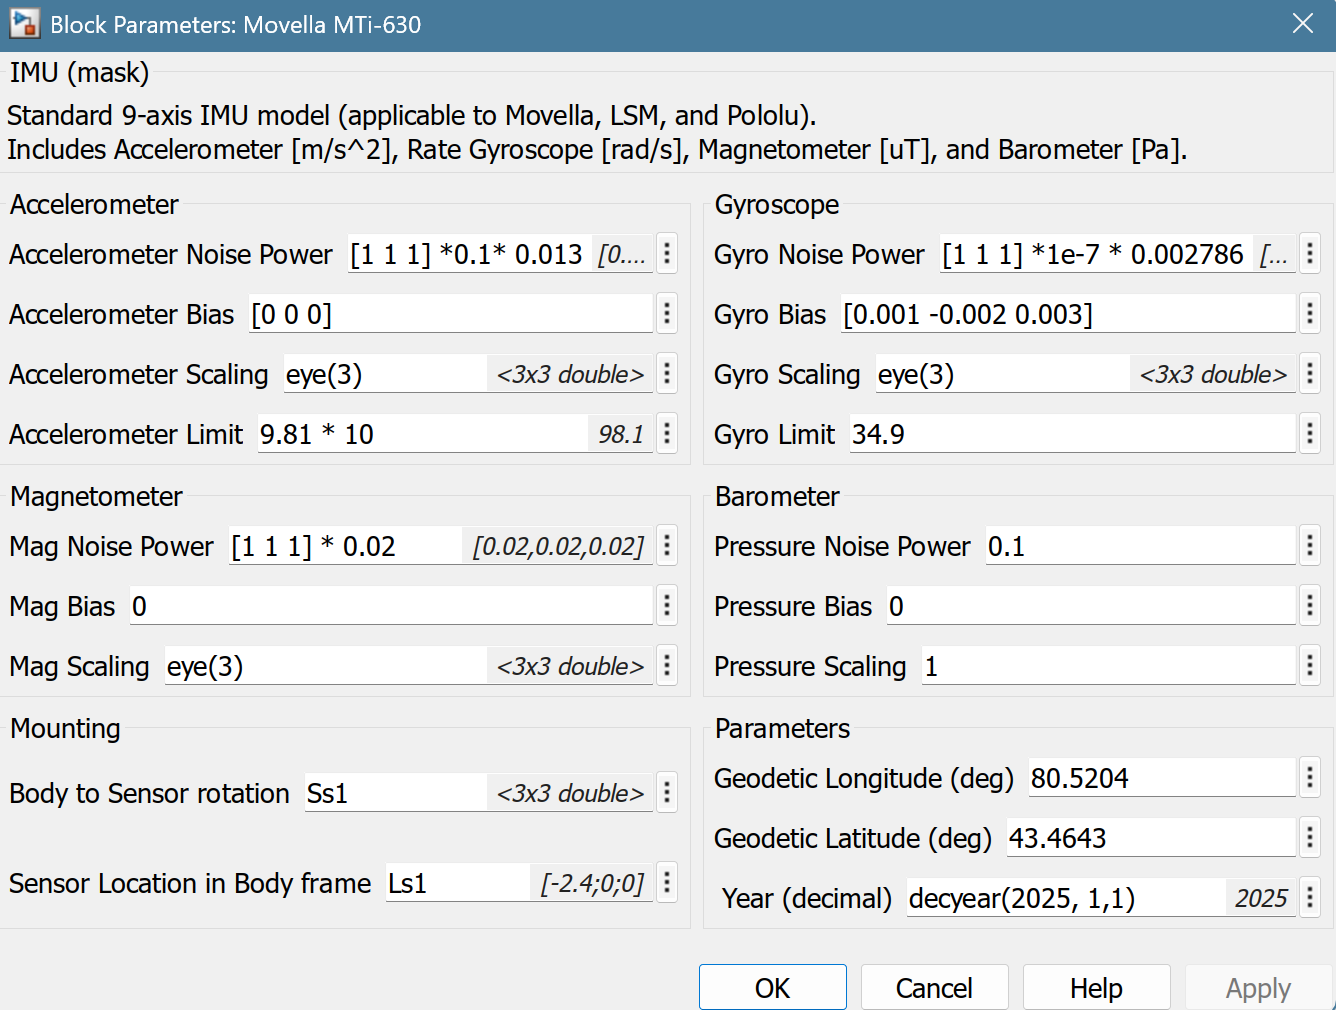 Block Parameters: Movella MTi-630
IMU (mask)
Standard 9-axis IMU model (applicable to Movella, LSM, and Pololu).
Includes Accelerometer [m/s^2], Rate Gyroscope [rad/s], Magnetometer [uT], and Barometer [Pa].
Accelerometer
Accelerometer Noise Power [1 1 1] *0.1* 0.013 [0....
Accelerometer Bias [0 0 0]
Accelerometer Scaling eye(3) <3x3 double>
Accelerometer Limit 9.81 * 10 98.1
Gyroscope
Gyro Noise Power [1 1 1] *1e-7 * 0.002786 [...
Gyro Bias [0.001 -0.002 0.003]
Gyro Scaling eye(3) <3x3 double>
Gyro Limit 34.9
Magnetometer
Mag Noise Power [1 1 1] * 0.02 [0.02,0.02,0.02]
Mag Bias 0
Mag Scaling eye(3) <3x3 double>
Barometer
Pressure Noise Power 0.1
Pressure Bias 0
Pressure Scaling 1
Mounting
Body to Sensor rotation Ss1 <3x3 double>
Sensor Location in Body frame Ls1 [-2.4;0;0]
Parameters
Geodetic Longitude (deg) 80.5204
Geodetic Latitude (deg) 43.4643
Year (decimal) decyear(2025, 1,1) 2025
OK Cancel Help Apply